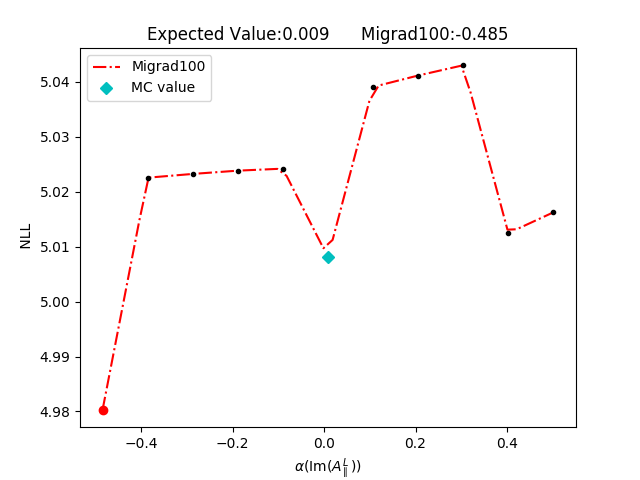 Expected Value:0.009 Migrad100:-0.485
Migrad100
MC value
5.04
5.03
5.02
5.01
5.00
4.99
4.98
NLL
−0.4 −0.2 0.0 0.2 0.4
α(Im(A^L_∥))